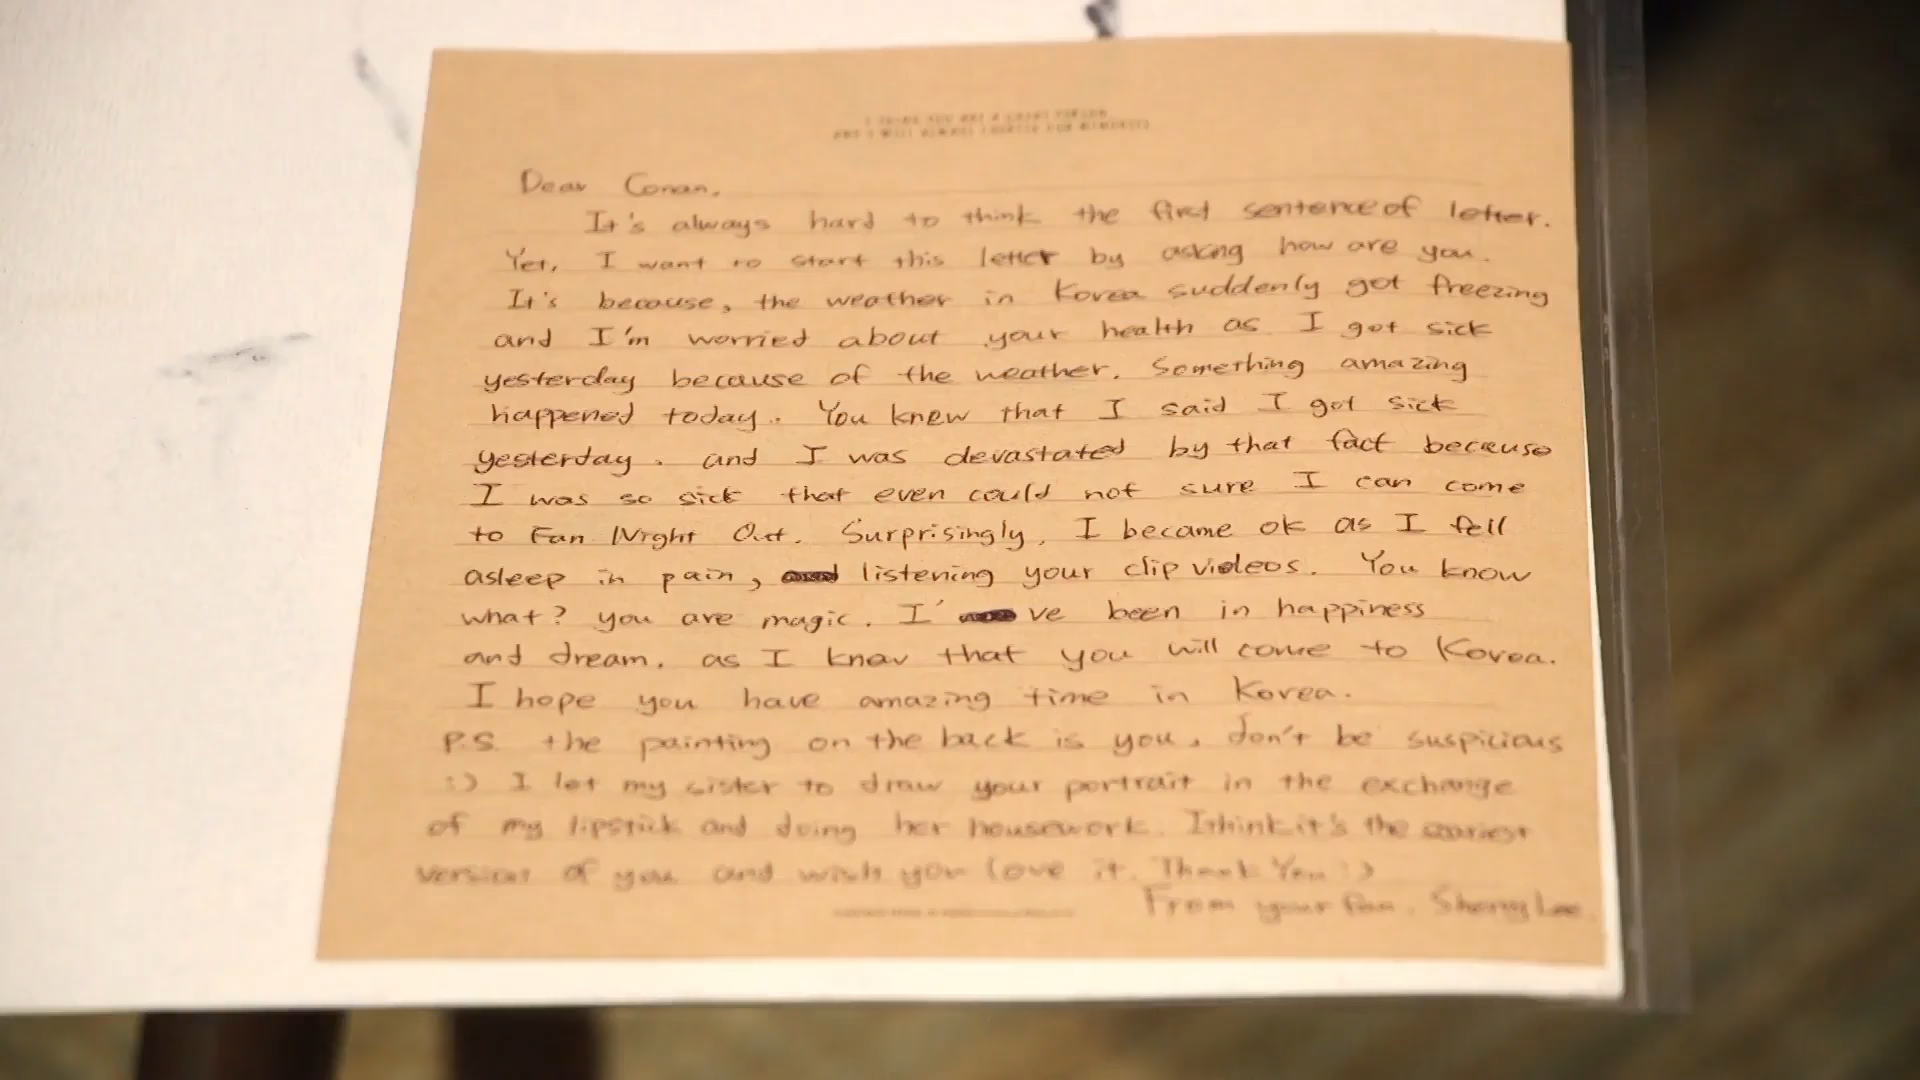 Dear Conan,
It's always hard to think the first sentence of letter.
Yet, I want to start this letter by asking how are you.
It's because, the weather in Korea suddenly got freezing
and I'm worried about your health as I got sick
yesterday because of the weather. Something amazing
happened today.. You knew that I said I got sick
yesterday. and I was devastated by that fact because
I was so sick that even could not sure I can come
to Fan Night Out. Surprisingly, I became ok as I fell
asleep in pain, listening your clip videos. You know
what? you are magic. I've been in happiness
and dream, as I know that you will come to Korea.
I hope you have amazing time in Korea.
P.S. the painting on the back is you, don't be suspicious
:) I let my sister to draw your portrait in the exchange
of my lipstick and doing her housework. I think it's the
version of you and wish you love it. Thank You :)
From your fan. Lee.